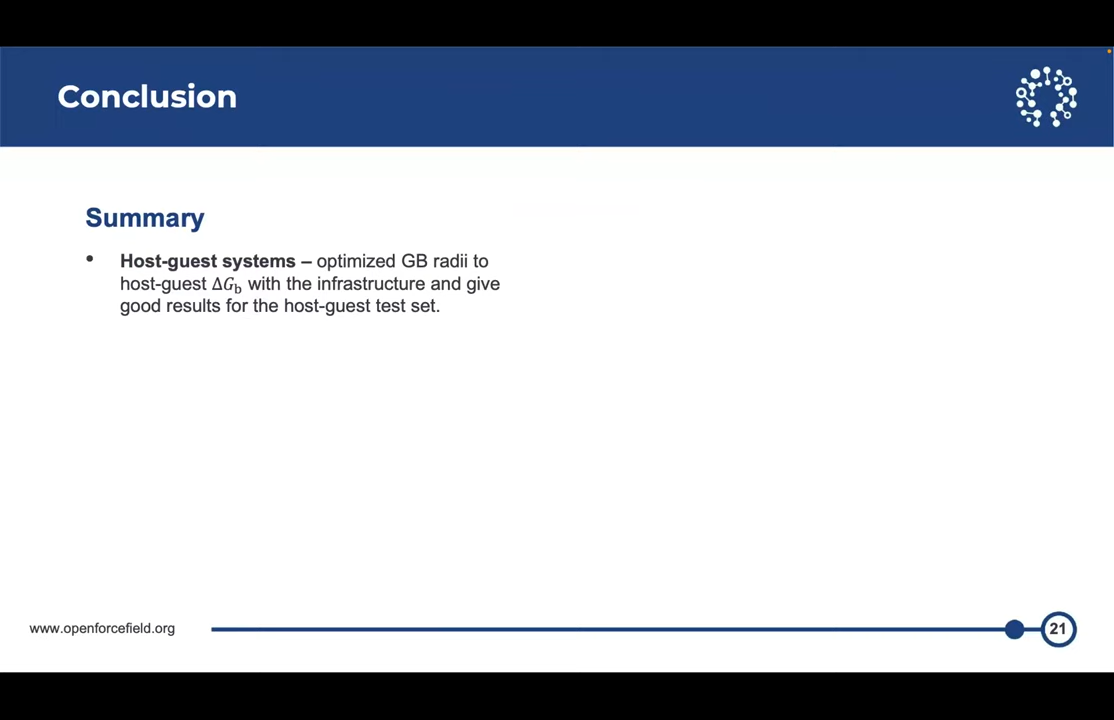 Conclusion
Summary
• Host-guest systems – optimized GB radii to
host-guest Δ𝐺b with the infrastructure and give
good results for the host-guest test set.
www.openforcefield.org
21